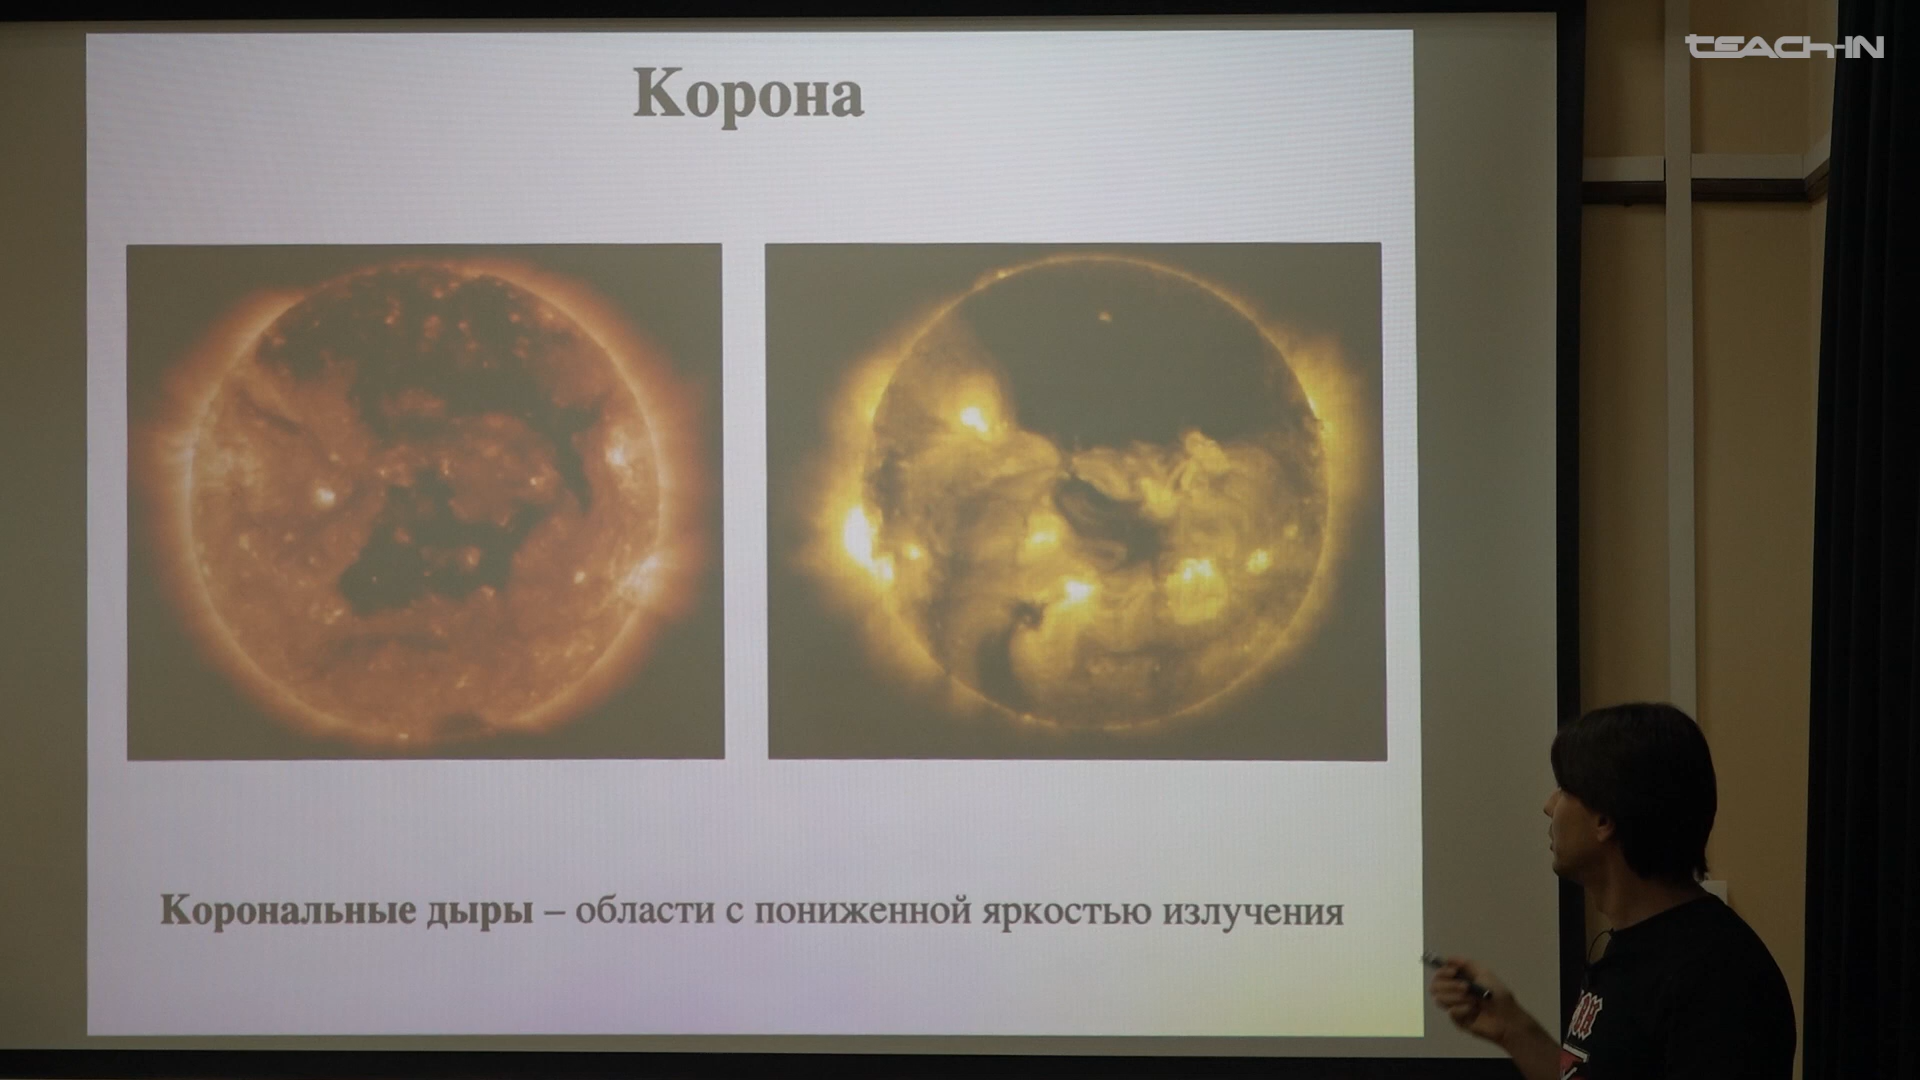 teach-in
Корона
Корональные дыры – области с пониженной яркостью излучения